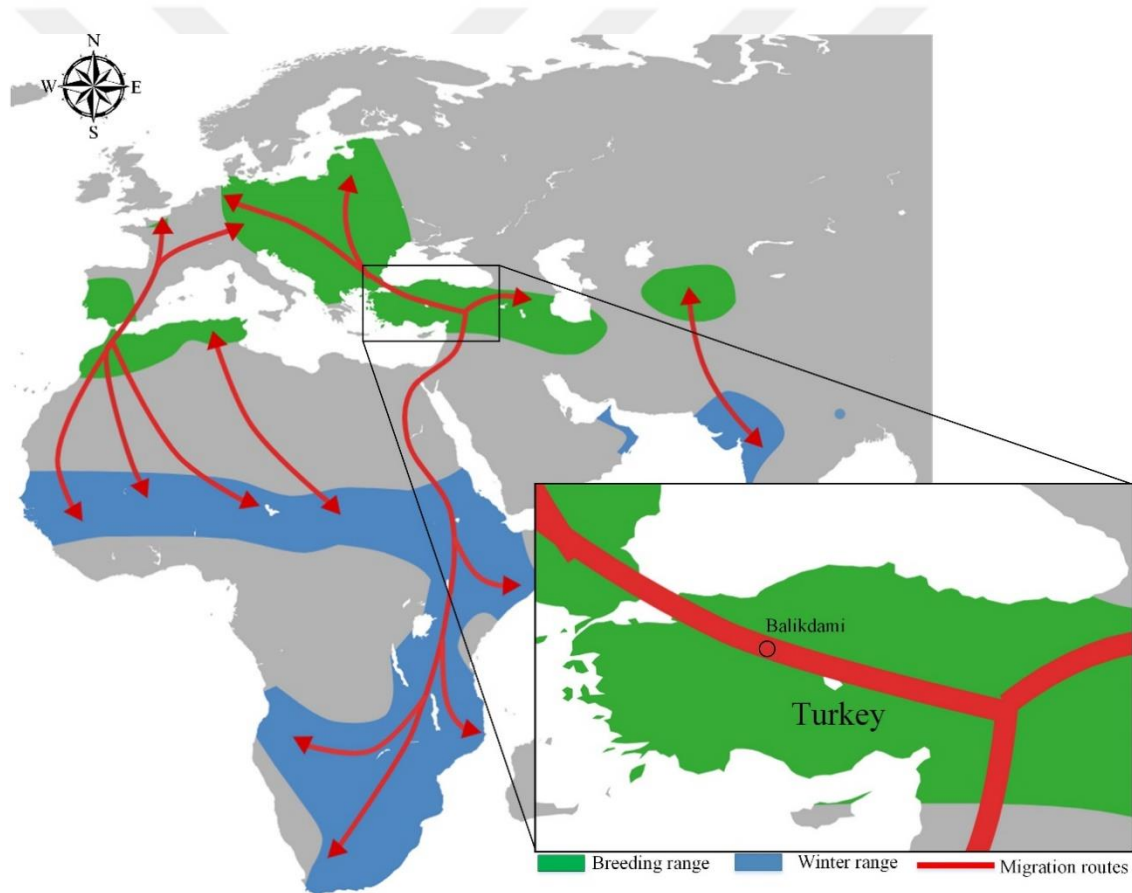 N
W E
S
Balikdami
Turkey
Breeding range Winter range Migration routes